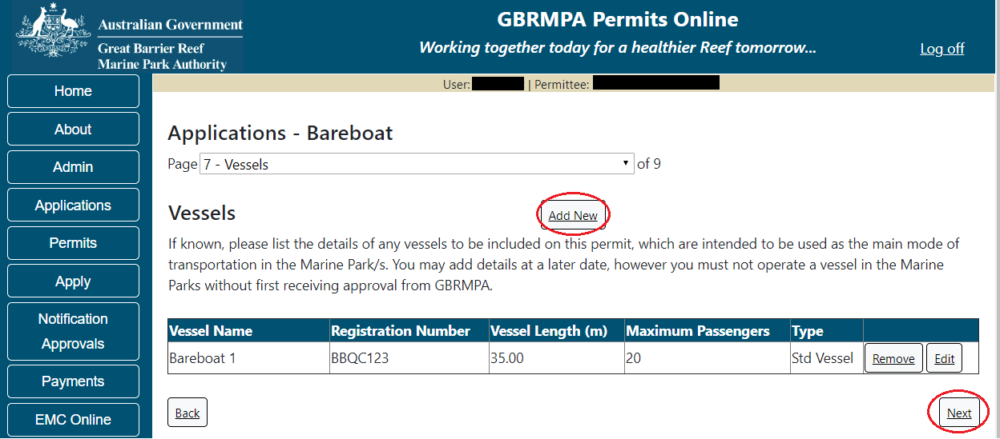 Australian Government
Great Barrier Reef
Marine Park Authority
GBRMPA Permits Online
Working together today for a healthier Reef tomorrow...
Log off
Home
About
Admin
Applications
Permits
Apply
Notification
Approvals
Payments
EMC Online
User: | Permittee:
Applications - Bareboat
Page 7 - Vessels of 9
Vessels Add New
If known, please list the details of any vessels to be included on this permit, which are intended to be used as the main mode of
transportation in the Marine Park/s. You may add details at a later date, however you must not operate a vessel in the Marine
Parks without first receiving approval from GBRMPA.
Vessel Name Registration Number Vessel Length (m) Maximum Passengers Type
Bareboat 1 BBQC123 35.00 20 Std Vessel Remove Edit
Back Next